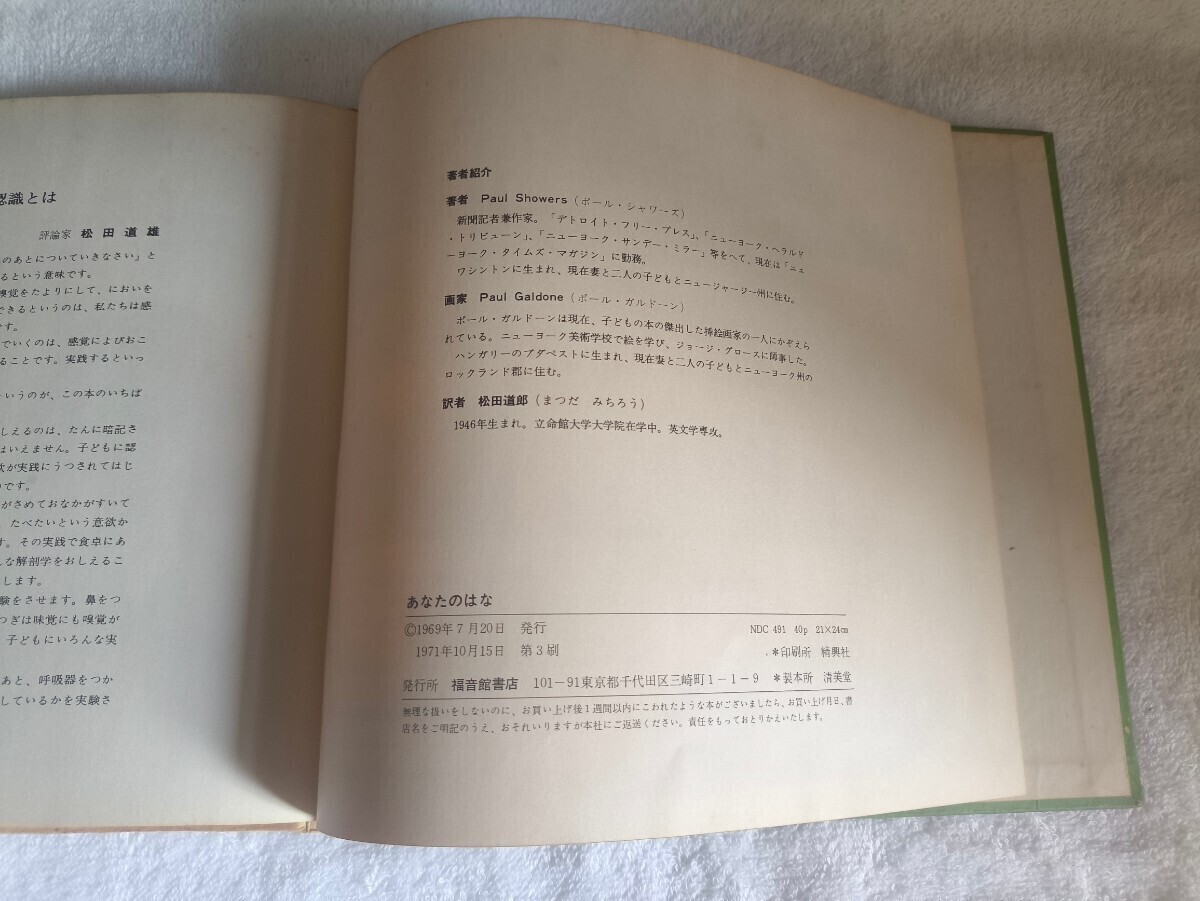 認識とは
評論家 松田道雄
のあとについていきなさい」と
るという意味です。
嗅覚をたよりにして、においを
できるというのは、私たちは感
です。
でいくのは、感覚によびおこ
ることです。実践するといっ
いうのが、この本のいちば
しえるのは、たんに暗記さ
はいえません。子どもに認
欲が実践にうつされてはじ
のです。
がさめておなかがすいて
、たべたいという意欲か
す。その実践で食卓にあ
んな解剖学をおしえるこ
します。
験をさせます。鼻をつ
つぎは味覚にも嗅覚が
子どもにいろんな実
あと、呼吸器をつか
しているかを実験さ
著者紹介
著者 Paul Showers (ポール・シャワーズ)
新聞記者兼作家。「デトロイト・フリー・プレス」、「ニューヨーク・ヘラルド
・トリビューン」、「ニューヨーク・サンデー・ミラー」等をへて、現在は「ニュ
ーヨーク・タイムズ・マガジン」に勤務。
ワシントンに生まれ、現在妻と二人の子どもとニュージャージー州に住む。
画家 Paul Galdone (ポール・ガルドーン)
ポール・ガルドーンは現在、子どもの本の傑出した挿絵画家の一人にかぞえら
れている。ニューヨーク美術学校で絵を学び、ジョージ・グロースに師事した。
ハンガリーのブダペストに生まれ、現在妻と二人の子どもとニューヨーク州の
ロックランド郡に住む。
訳者 松田道郎 (まつだ みちろう)
1946年生まれ。立命館大学大学院在学中。英文学専攻。
あなたのはな
©1969年7月20日 発行 NDC 491 40p 21×24㎝
1971年10月15日 第3刷 *印刷所 精興社
発行所 福音館書店 101-91東京都千代田区三崎町1-1-9 *製本所 清美堂
無理な扱いをしないのに、お買い上げ後1週間以内にこわれたような本がございましたら、お買い上げ月日、書
店名をご明記のうえ、おそれいりますが本社にご返送ください。責任をもっておとりかえいたします。